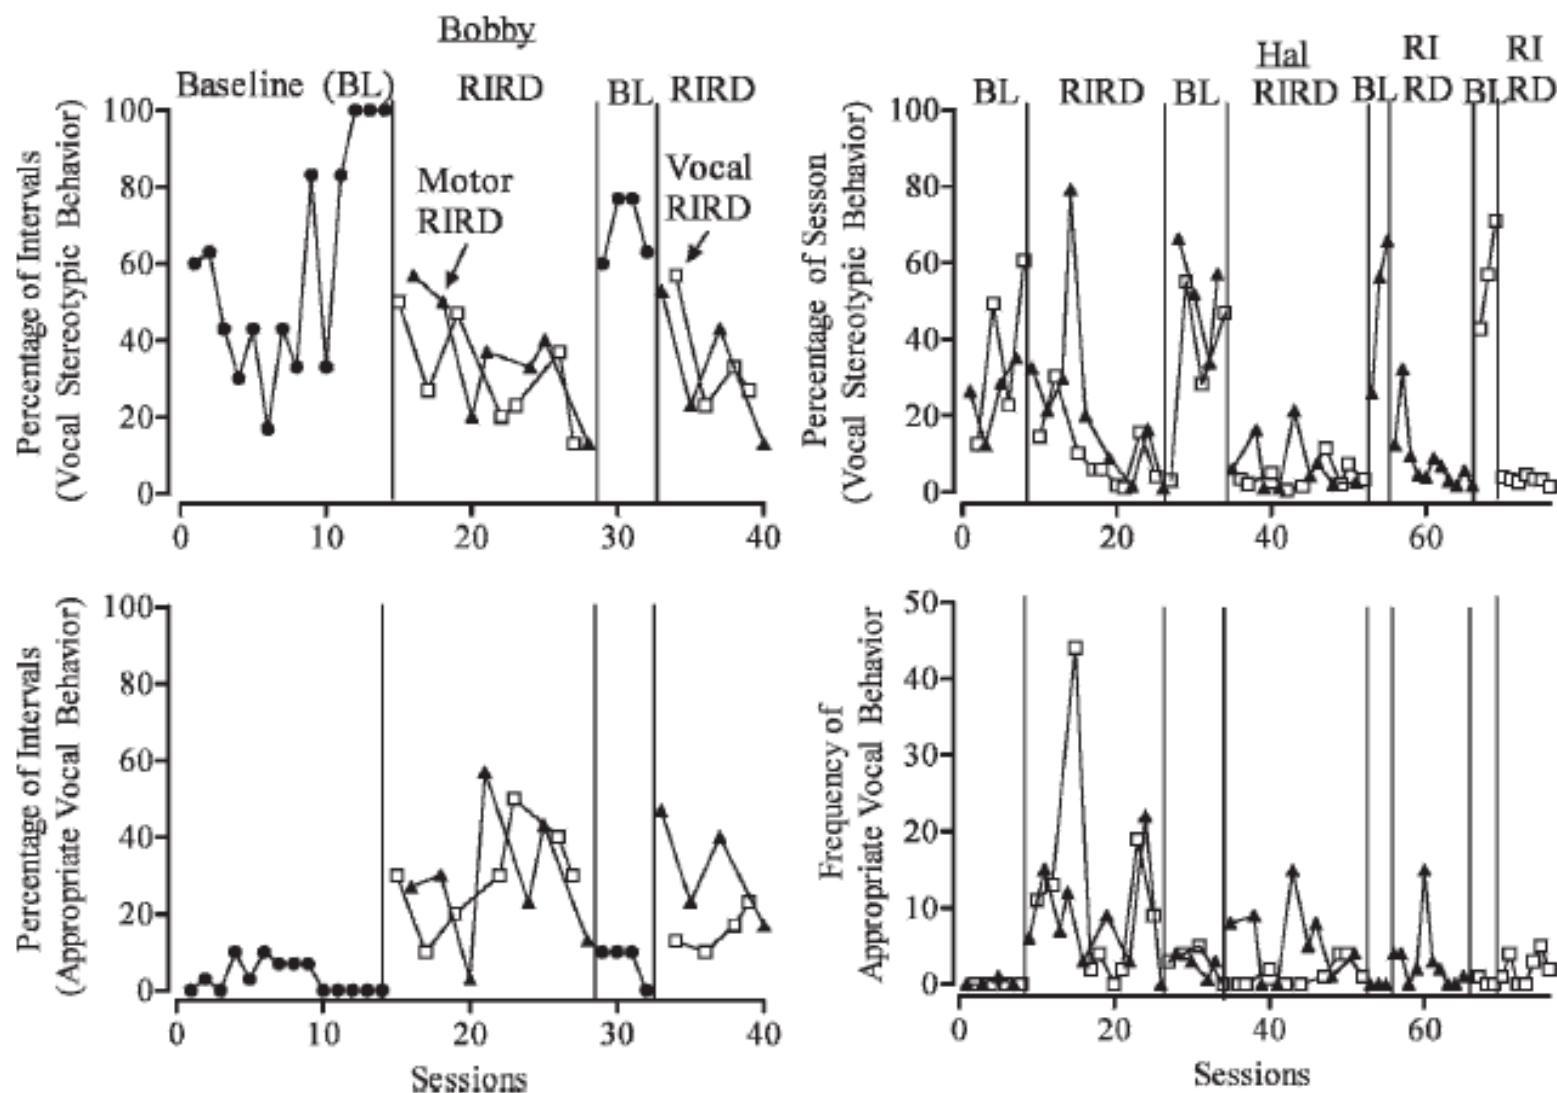 Bobby
Baseline (BL)
RIRD
BL
RIRD
Percentage of Intervals
(Vocal Stereotypic Behavior)
100
80
60
40
20
0
Motor
RIRD
Vocal
RIRD
0 10 20 30 40
Hal
BL
RIRD
BL
RIRD
BL
RI
RD
BL
RI
RD
Percentage of Sesson
(Vocal Stereotypic Behavior)
100
80
60
40
20
0
0 20 40 60
Percentage of Intervals
(Appropriate Vocal Behavior)
100
80
60
40
20
0
0 10 20 30 40
Sessions
Frequency of
Appropriate Vocal Behavior
50
40
30
20
10
0
0 20 40 60
Sessions